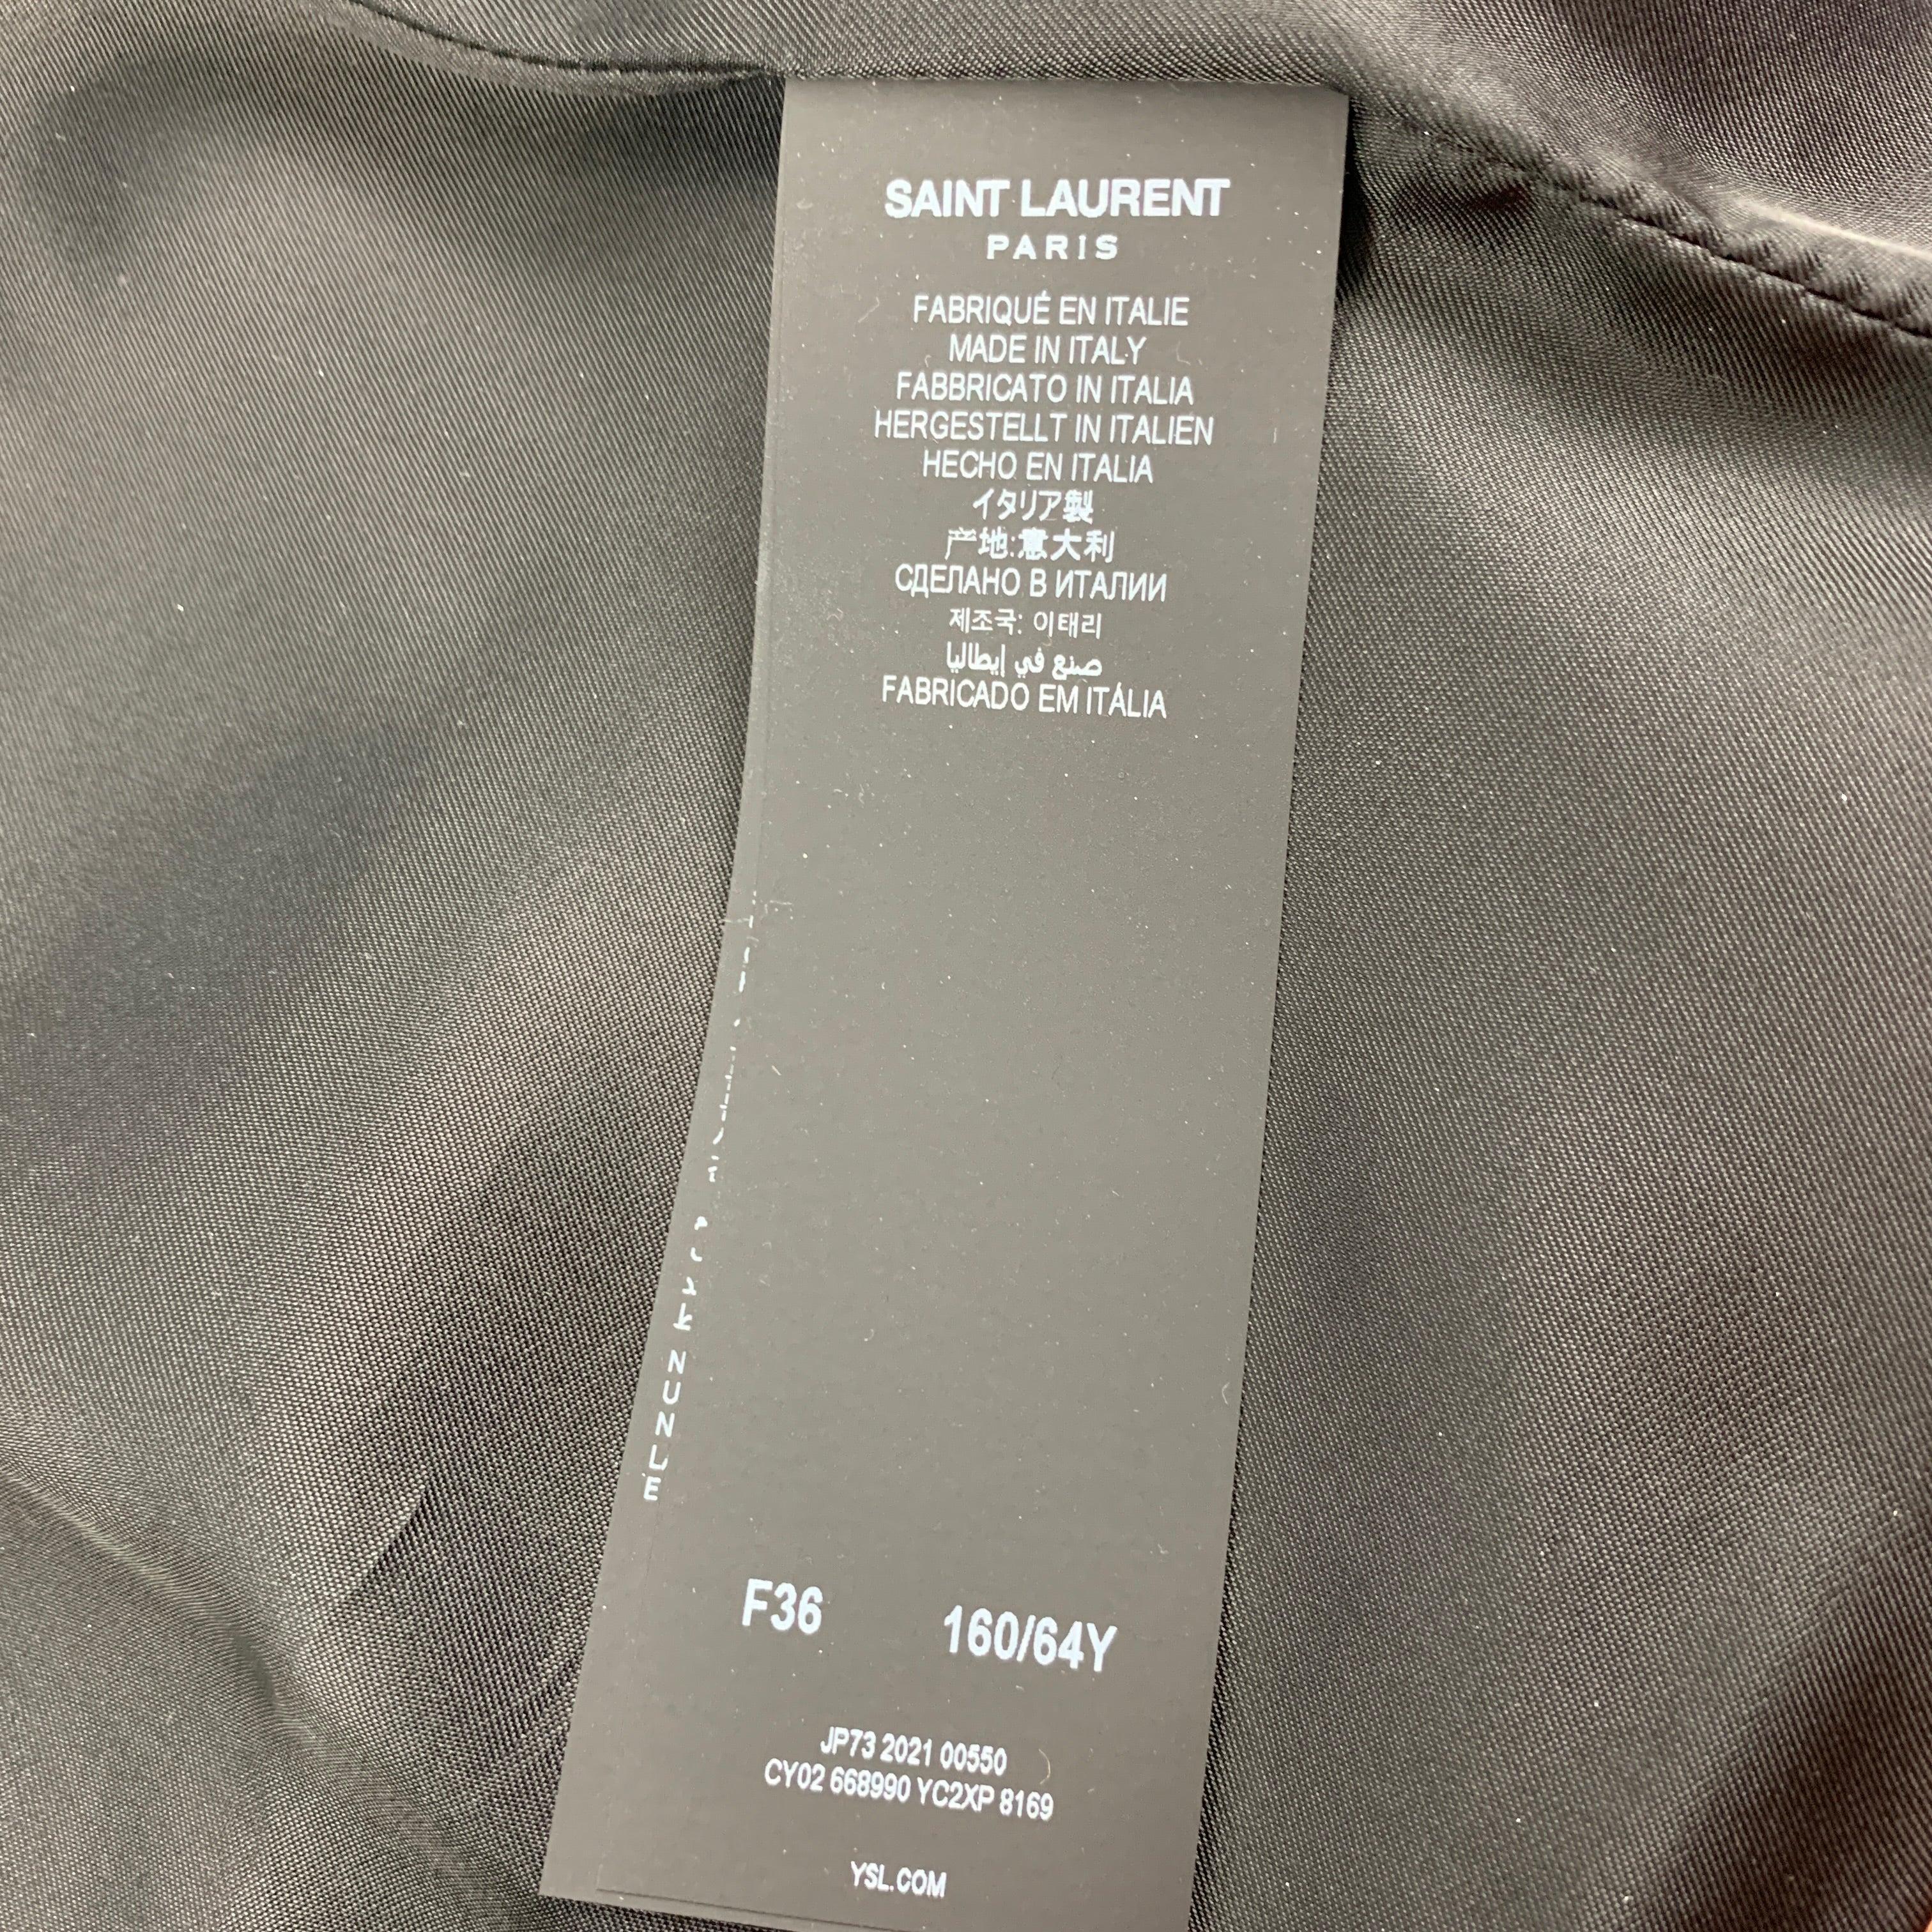 SAINT LAURENT
PARIS
FABRIQUÉ EN ITALIE
MADE IN ITALY
FABBRICATO IN ITALIA
HERGESTELLT IN ITALIEN
HECHO EN ITALIA
イタリア製
产地:意大利
СДЕЛАНО В ИТАЛИИ
제조국: 이태리
صنع في إيطاليا
FABRICADO EM ITÁLIA
F36 160/64Y
JP73 2021 00550
CY02 668990 YC2XP 8169
YSL.COM